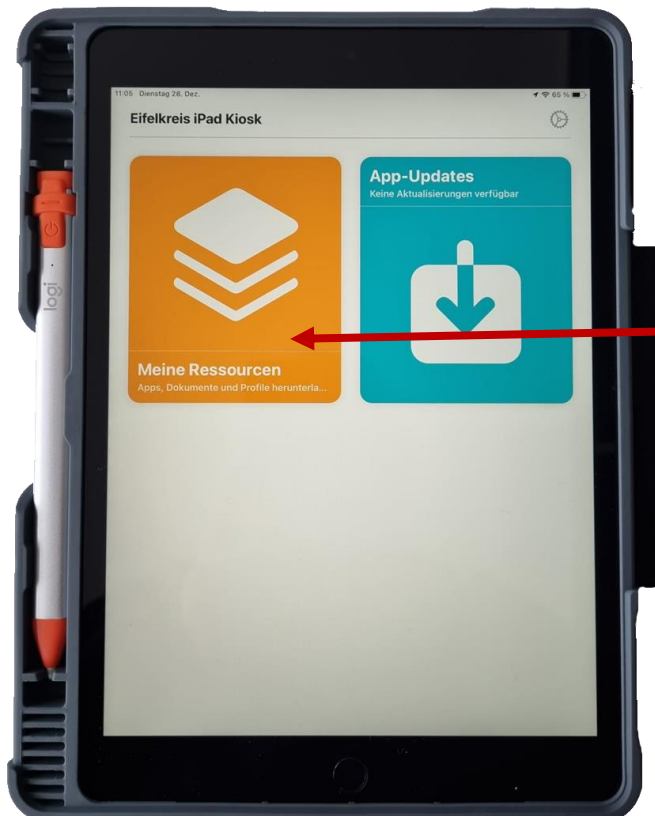 11:05 Dienstag 28. Dez.
65 %
Eifelkreis iPad Kiosk
App-Updates
Keine Aktualisierungen verfügbar
Meine Ressourcen
Apps, Dokumente und Profile herunterla...
logi